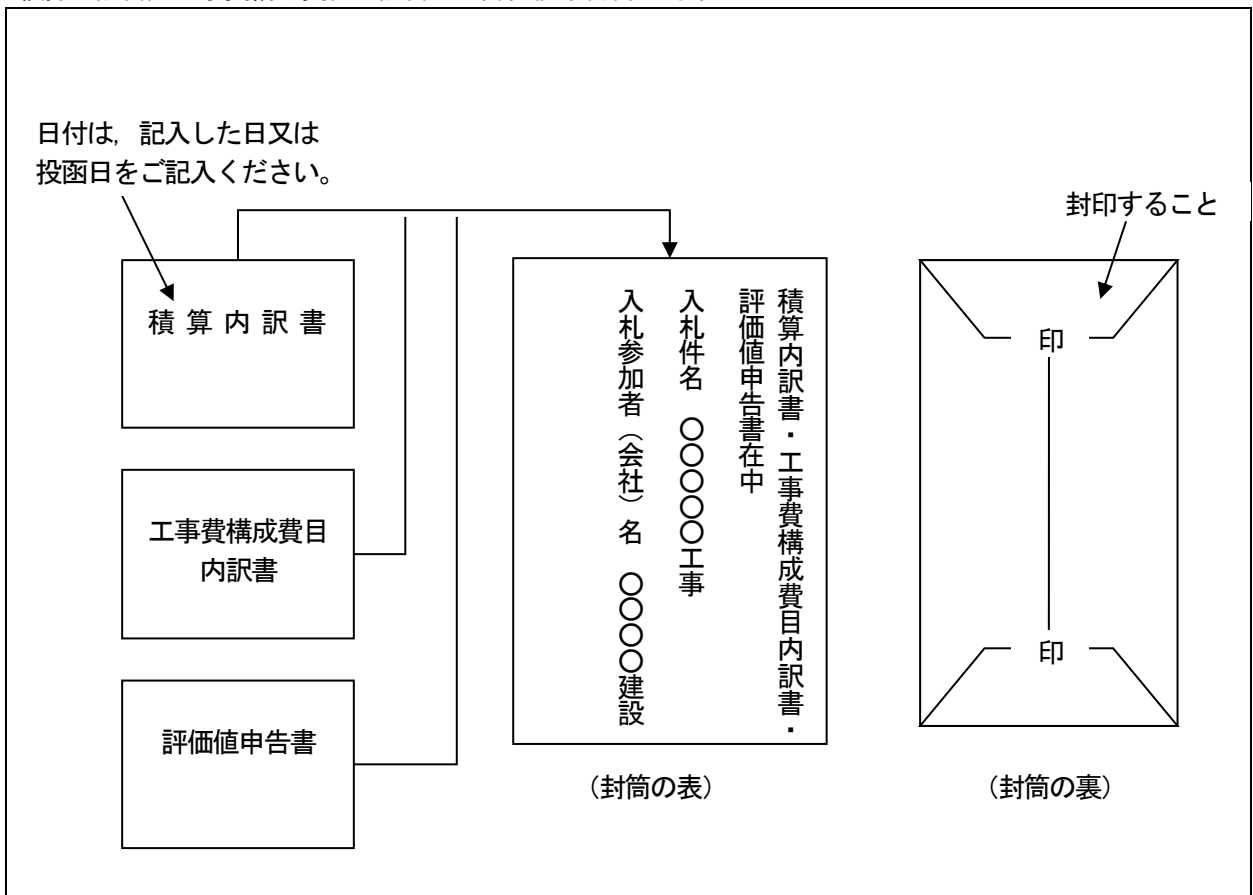 日付は，記入した日又は
投函日をご記入ください。
封印すること
積算内訳書
工事費構成費目
内訳書
評価値申告書
積算内訳書・工事費構成費目内訳書・
評価値申告書在中
入札件名　〇〇〇〇〇〇工事
入札参加者（会社）名　〇〇〇〇建設
（封筒の表）
印
印
（封筒の裏）